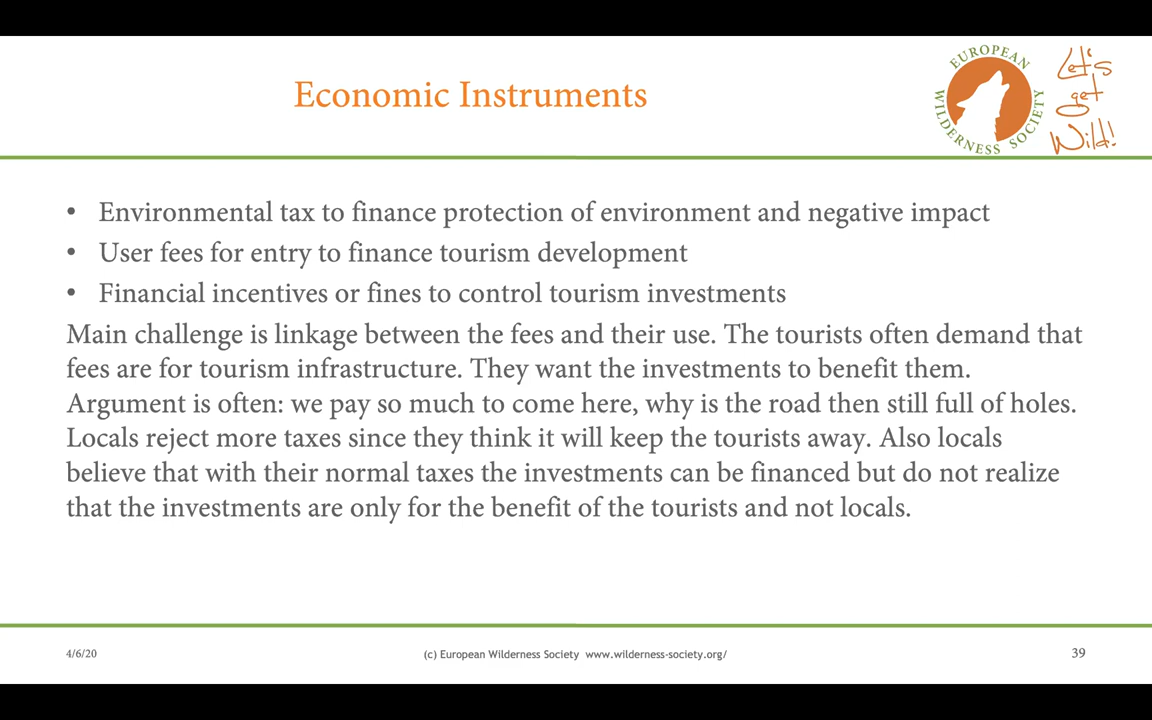 Economic Instruments
EUROPEAN
WILDERNESS SOCIETY
Let's
get
Wild!
• Environmental tax to finance protection of environment and negative impact
• User fees for entry to finance tourism development
• Financial incentives or fines to control tourism investments
Main challenge is linkage between the fees and their use. The tourists often demand that
fees are for tourism infrastructure. They want the investments to benefit them.
Argument is often: we pay so much to come here, why is the road then still full of holes.
Locals reject more taxes since they think it will keep the tourists away. Also locals
believe that with their normal taxes the investments can be financed but do not realize
that the investments are only for the benefit of the tourists and not locals.
4/6/20
(c) European Wilderness Society www.wilderness-society.org/
39